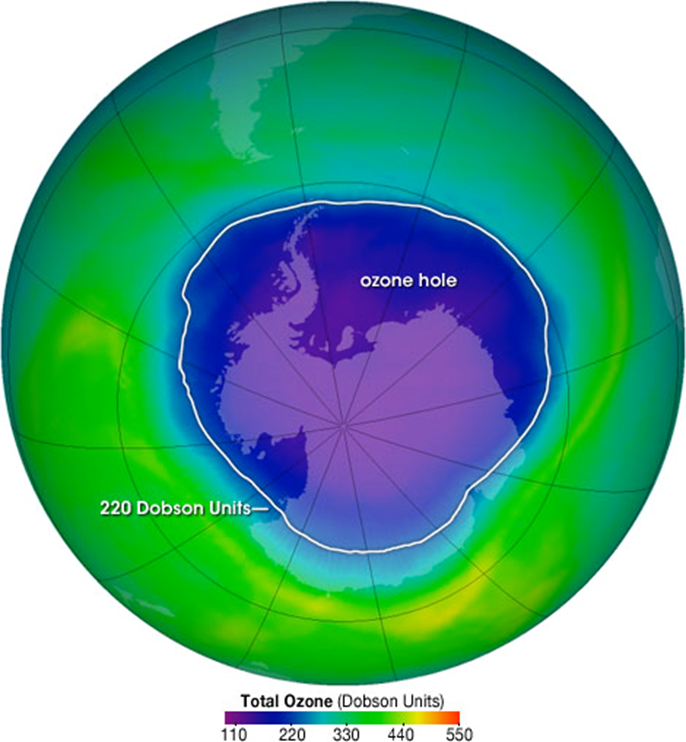 ozone hole
220 Dobson Units
Total Ozone (Dobson Units)
110 220 330 440 550